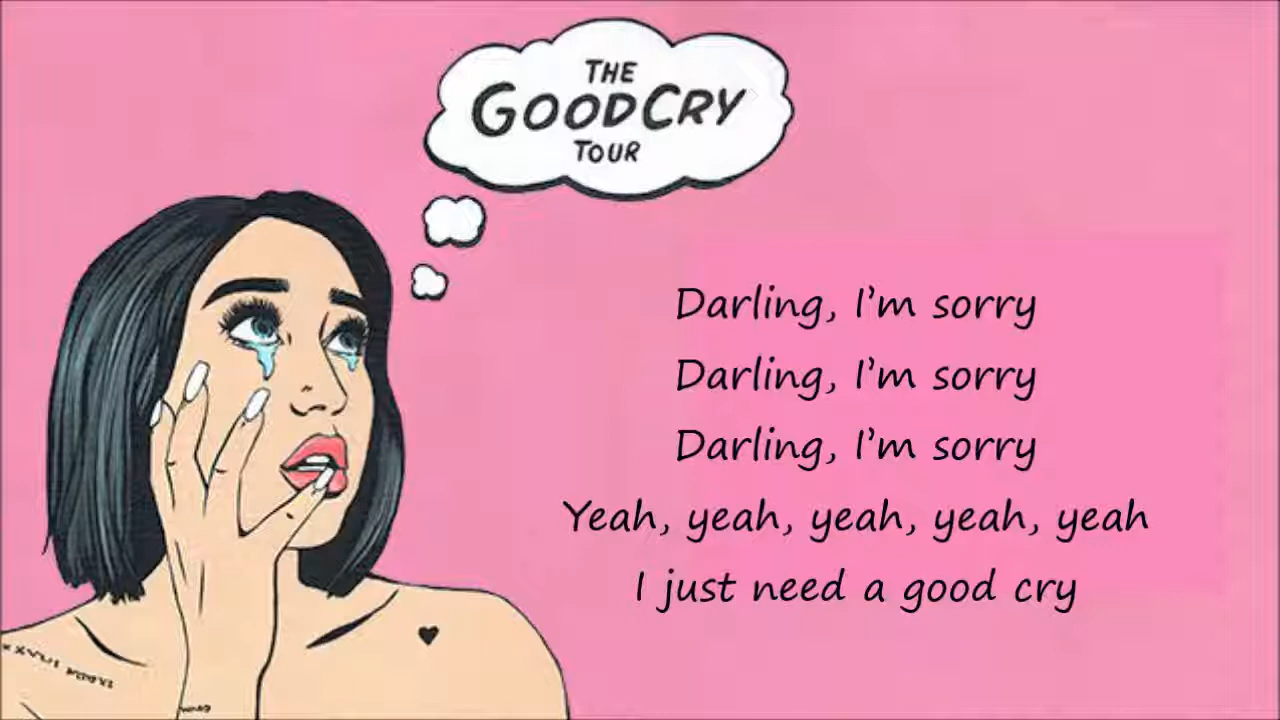 THE
GOODCRY
TOUR
Darling, I'm sorry
Darling, I'm sorry
Darling, I'm sorry
Yeah, yeah, yeah, yeah, yeah
I just need a good cry